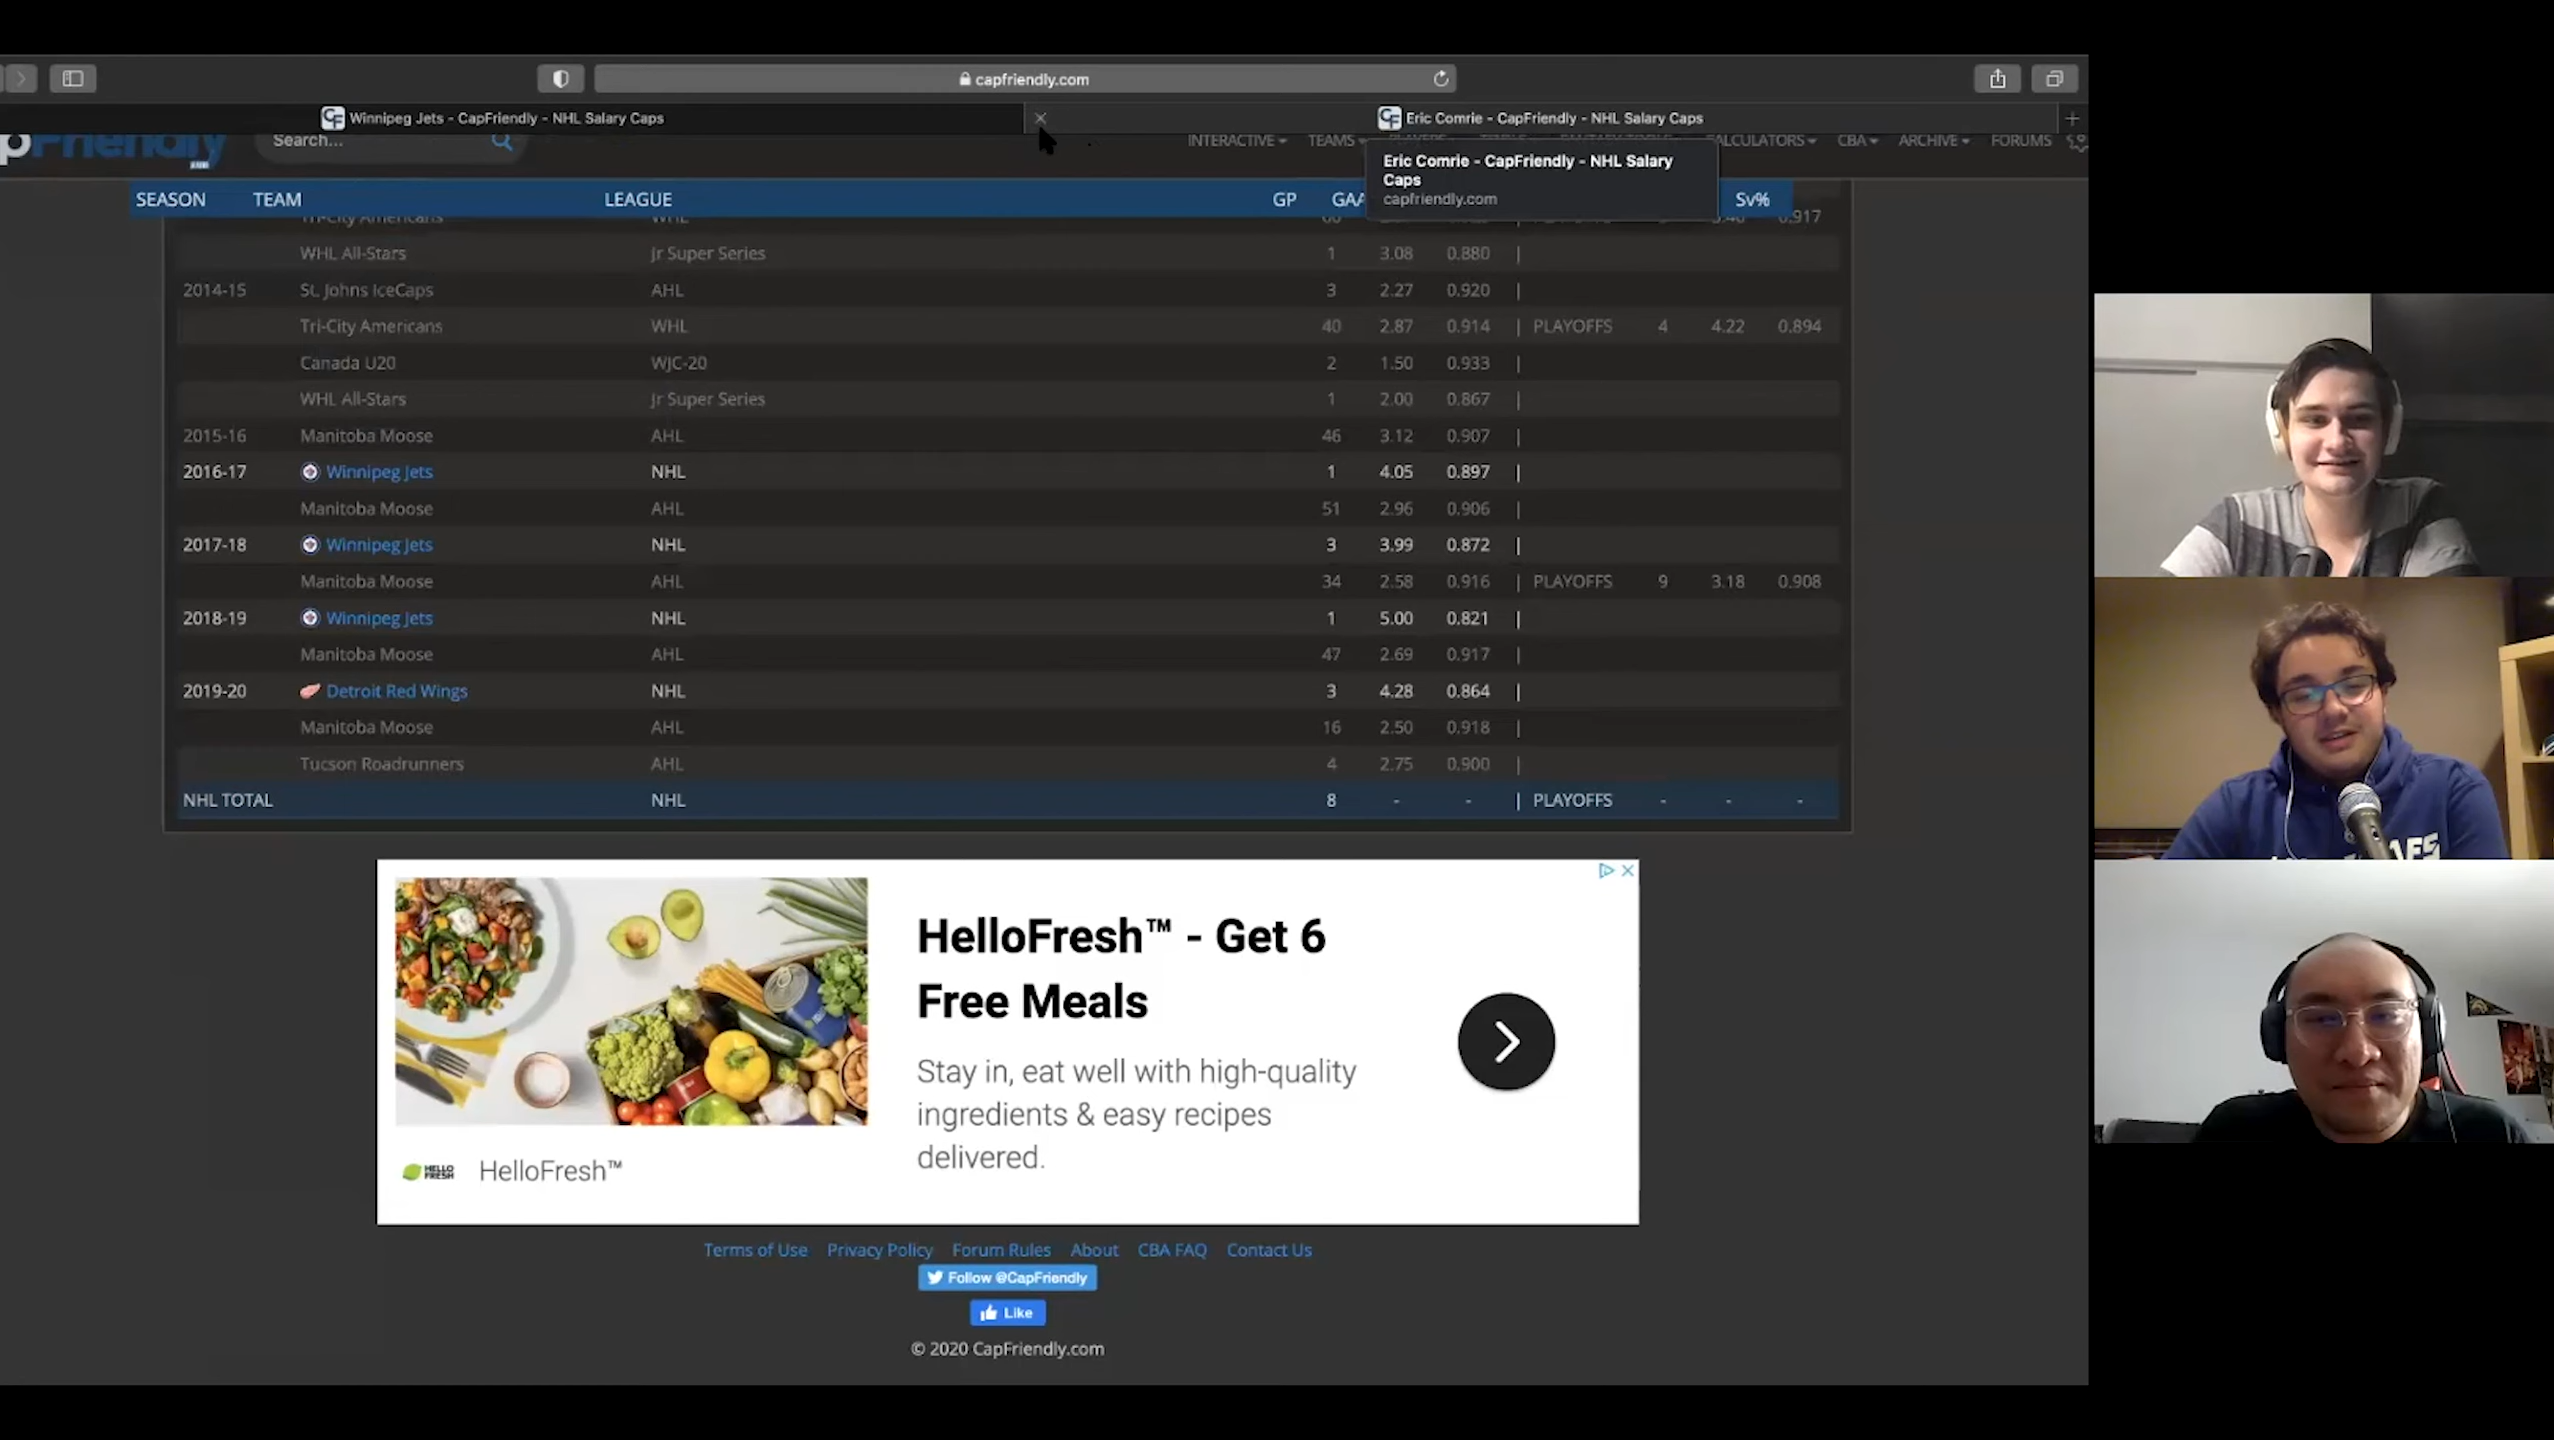 capfriendly.com
Winnipeg Jets - CapFriendly - NHL Salary Caps
Eric Comrie - CapFriendly - NHL Salary Caps
pFriendly
Search...
INTERACTIVE TEAMS ALCULATORS CBA ARCHIVE FORUMS
Eric Comrie - CapFriendly - NHL Salary
Caps
capfriendly.com
SEASON TEAM LEAGUE GP GAA Sv%
Tri-City Americans WHL 0.917
WHL All-Stars Jr Super Series 1 3.08 0.880 |
2014-15 St. Johns IceCaps AHL 3 2.27 0.920 |
Tri-City Americans WHL 40 2.87 0.914 | PLAYOFFS 4 4.22 0.894
Canada U20 WJC-20 2 1.50 0.933 |
WHL All-Stars Jr Super Series 1 2.00 0.867 |
2015-16 Manitoba Moose AHL 46 3.12 0.907 |
2016-17 Winnipeg Jets NHL 1 4.05 0.897 |
Manitoba Moose AHL 51 2.96 0.906 |
2017-18 Winnipeg Jets NHL 3 3.99 0.872 |
Manitoba Moose AHL 34 2.58 0.916 | PLAYOFFS 9 3.18 0.908
2018-19 Winnipeg Jets NHL 1 5.00 0.821 |
Manitoba Moose AHL 47 2.69 0.917 |
2019-20 Detroit Red Wings NHL 3 4.28 0.864 |
Manitoba Moose AHL 16 2.50 0.918 |
Tucson Roadrunners AHL 4 2.75 0.900 |
NHL TOTAL NHL 8 - - | PLAYOFFS - - -
HelloFresh™ - Get 6
Free Meals
Stay in, eat well with high-quality
ingredients & easy recipes
delivered.
HELLO
FRESH
HelloFresh™
Terms of Use Privacy Policy Forum Rules About CBA FAQ Contact Us
Follow @CapFriendly
Like
© 2020 CapFriendly.com